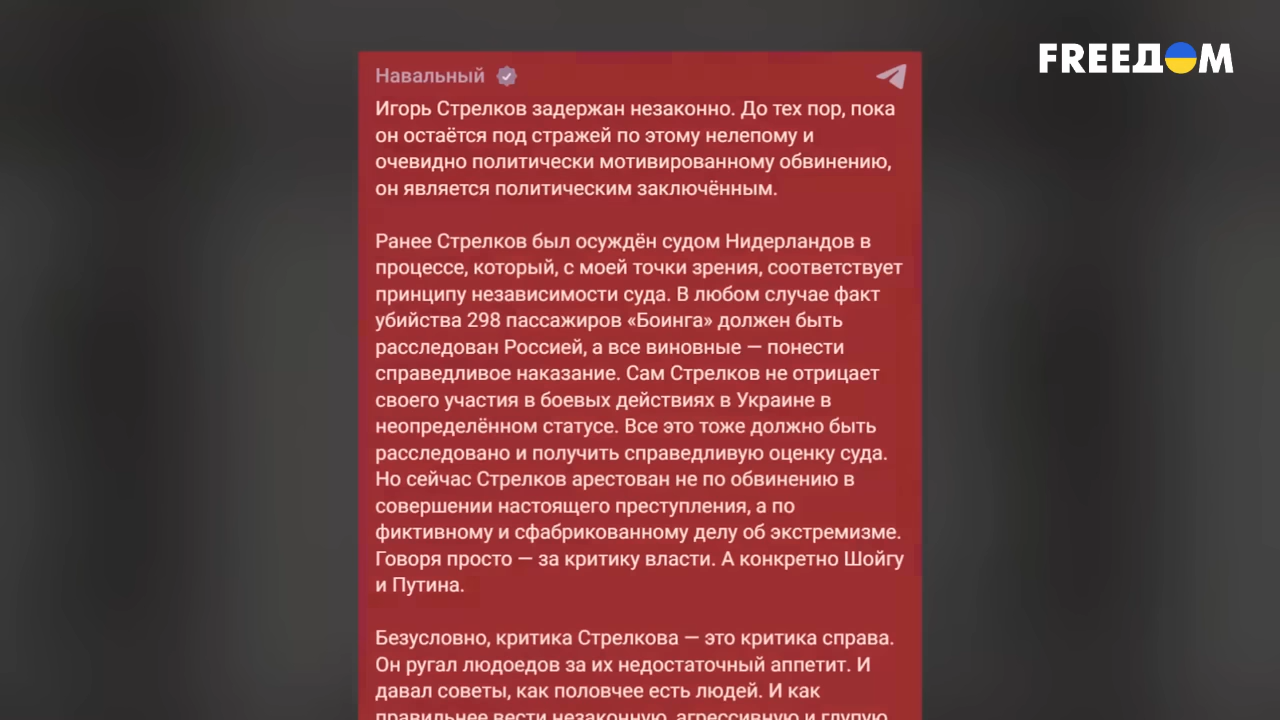 FREEДOM
Навальный
Игорь Стрелков задержан незаконно. До тех пор, пока
он остаётся под стражей по этому нелепому и
очевидно политически мотивированному обвинению,
он является политическим заключённым.
Ранее Стрелков был осуждён судом Нидерландов в
процессе, который, с моей точки зрения, соответствует
принципу независимости суда. В любом случае факт
убийства 298 пассажиров «Боинга» должен быть
расследован Россией, а все виновные — понести
справедливое наказание. Сам Стрелков не отрицает
своего участия в боевых действиях в Украине в
неопределённом статусе. Все это тоже должно быть
расследовано и получить справедливую оценку суда.
Но сейчас Стрелков арестован не по обвинению в
совершении настоящего преступления, а по
фиктивному и сфабрикованному делу об экстремизме.
Говоря просто — за критику власти. А конкретно Шойгу
и Путина.
Безусловно, критика Стрелкова — это критика справа.
Он ругал людоедов за их недостаточный аппетит. И
давал советы, как половчее есть людей. И как
правильнее вести незаконную, агрессивную и глупую